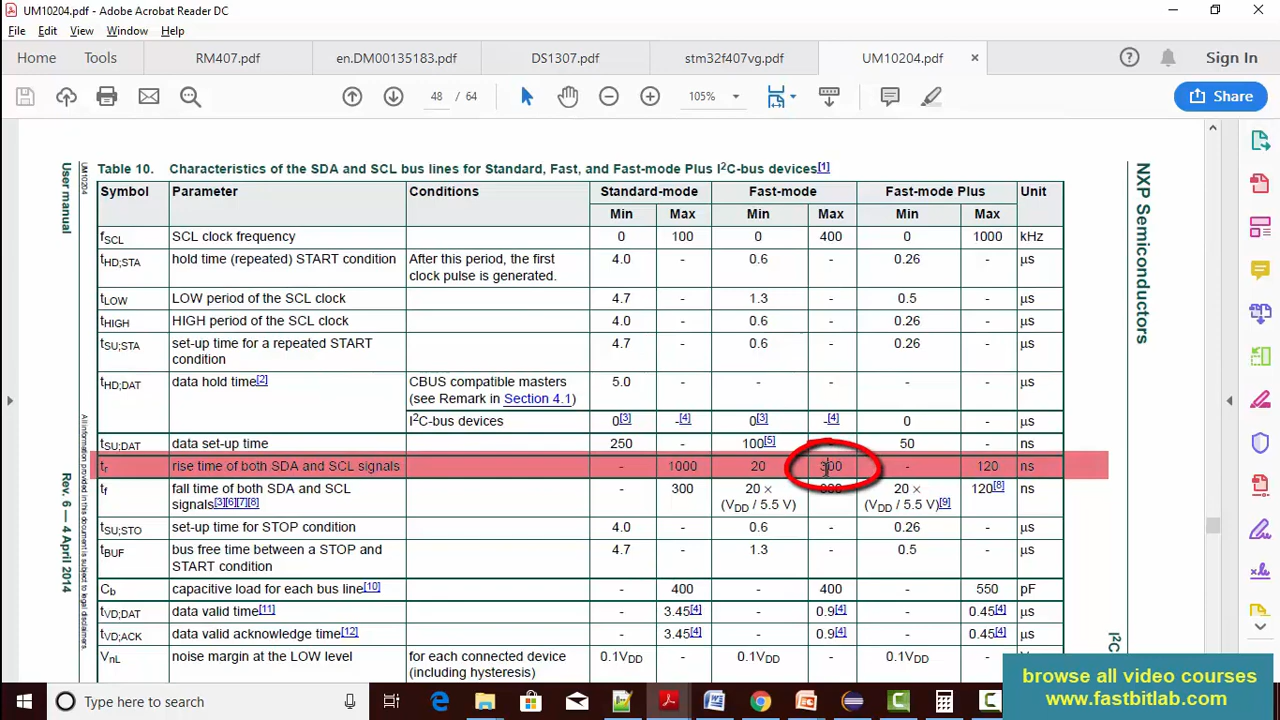 UM10204.pdf - Adobe Acrobat Reader DC
File Edit View Window Help
Home Tools RM407.pdf en.DM00135183.pdf DS1307.pdf stm32f407vg.pdf UM10204.pdf × Sign In
48 / 64 105% Share
Table 10. Characteristics of the SDA and SCL bus lines for Standard, Fast, and Fast-mode Plus I2C-bus devices[1]
Symbol Parameter Conditions Standard-mode Fast-mode Fast-mode Plus Unit
Min Max Min Max Min Max
fSCL SCL clock frequency 0 100 0 400 0 1000 kHz
tHD;STA hold time (repeated) START condition After this period, the first 4.0 - 0.6 - 0.26 - μs
clock pulse is generated.
tLOW LOW period of the SCL clock 4.7 - 1.3 - 0.5 - μs
tHIGH HIGH period of the SCL clock 4.0 - 0.6 - 0.26 - μs
tSU;STA set-up time for a repeated START 4.7 - 0.6 - 0.26 - μs
condition
tHD;DAT data hold time[2] CBUS compatible masters 5.0 - - - - - μs
(see Remark in Section 4.1)
I2C-bus devices 0[3] -[4] 0[3] -[4] 0 - μs
tSU;DAT data set-up time 250 - 100[5] - 50 - ns
tr rise time of both SDA and SCL signals - 1000 20 300 - 120 ns
tf fall time of both SDA and SCL - 300 20 × 300 20 × 120[8] ns
signals[3][6][7][8] (VDD / 5.5 V) (VDD / 5.5 V)[9]
tSU;STO set-up time for STOP condition 4.0 - 0.6 - 0.26 - μs
tBUF bus free time between a STOP and 4.7 - 1.3 - 0.5 - μs
START condition
Cb capacitive load for each bus line[10] - 400 - 400 - 550 pF
tVD;DAT data valid time[11] - 3.45[4] - 0.9[4] - 0.45[4] μs
tVD;ACK data valid acknowledge time[12] - 3.45[4] - 0.9[4] - 0.45[4] μs
VnL noise margin at the LOW level for each connected device 0.1VDD - 0.1VDD - 0.1VDD -
(including hysteresis)
UM10204
User manual
All information provided in this document is subject to legal disclaimers.
Rev. 6 — 4 April 2014
NXP Semiconductors
I2C
browse all video courses
www.fastbitlab.com
Type here to search